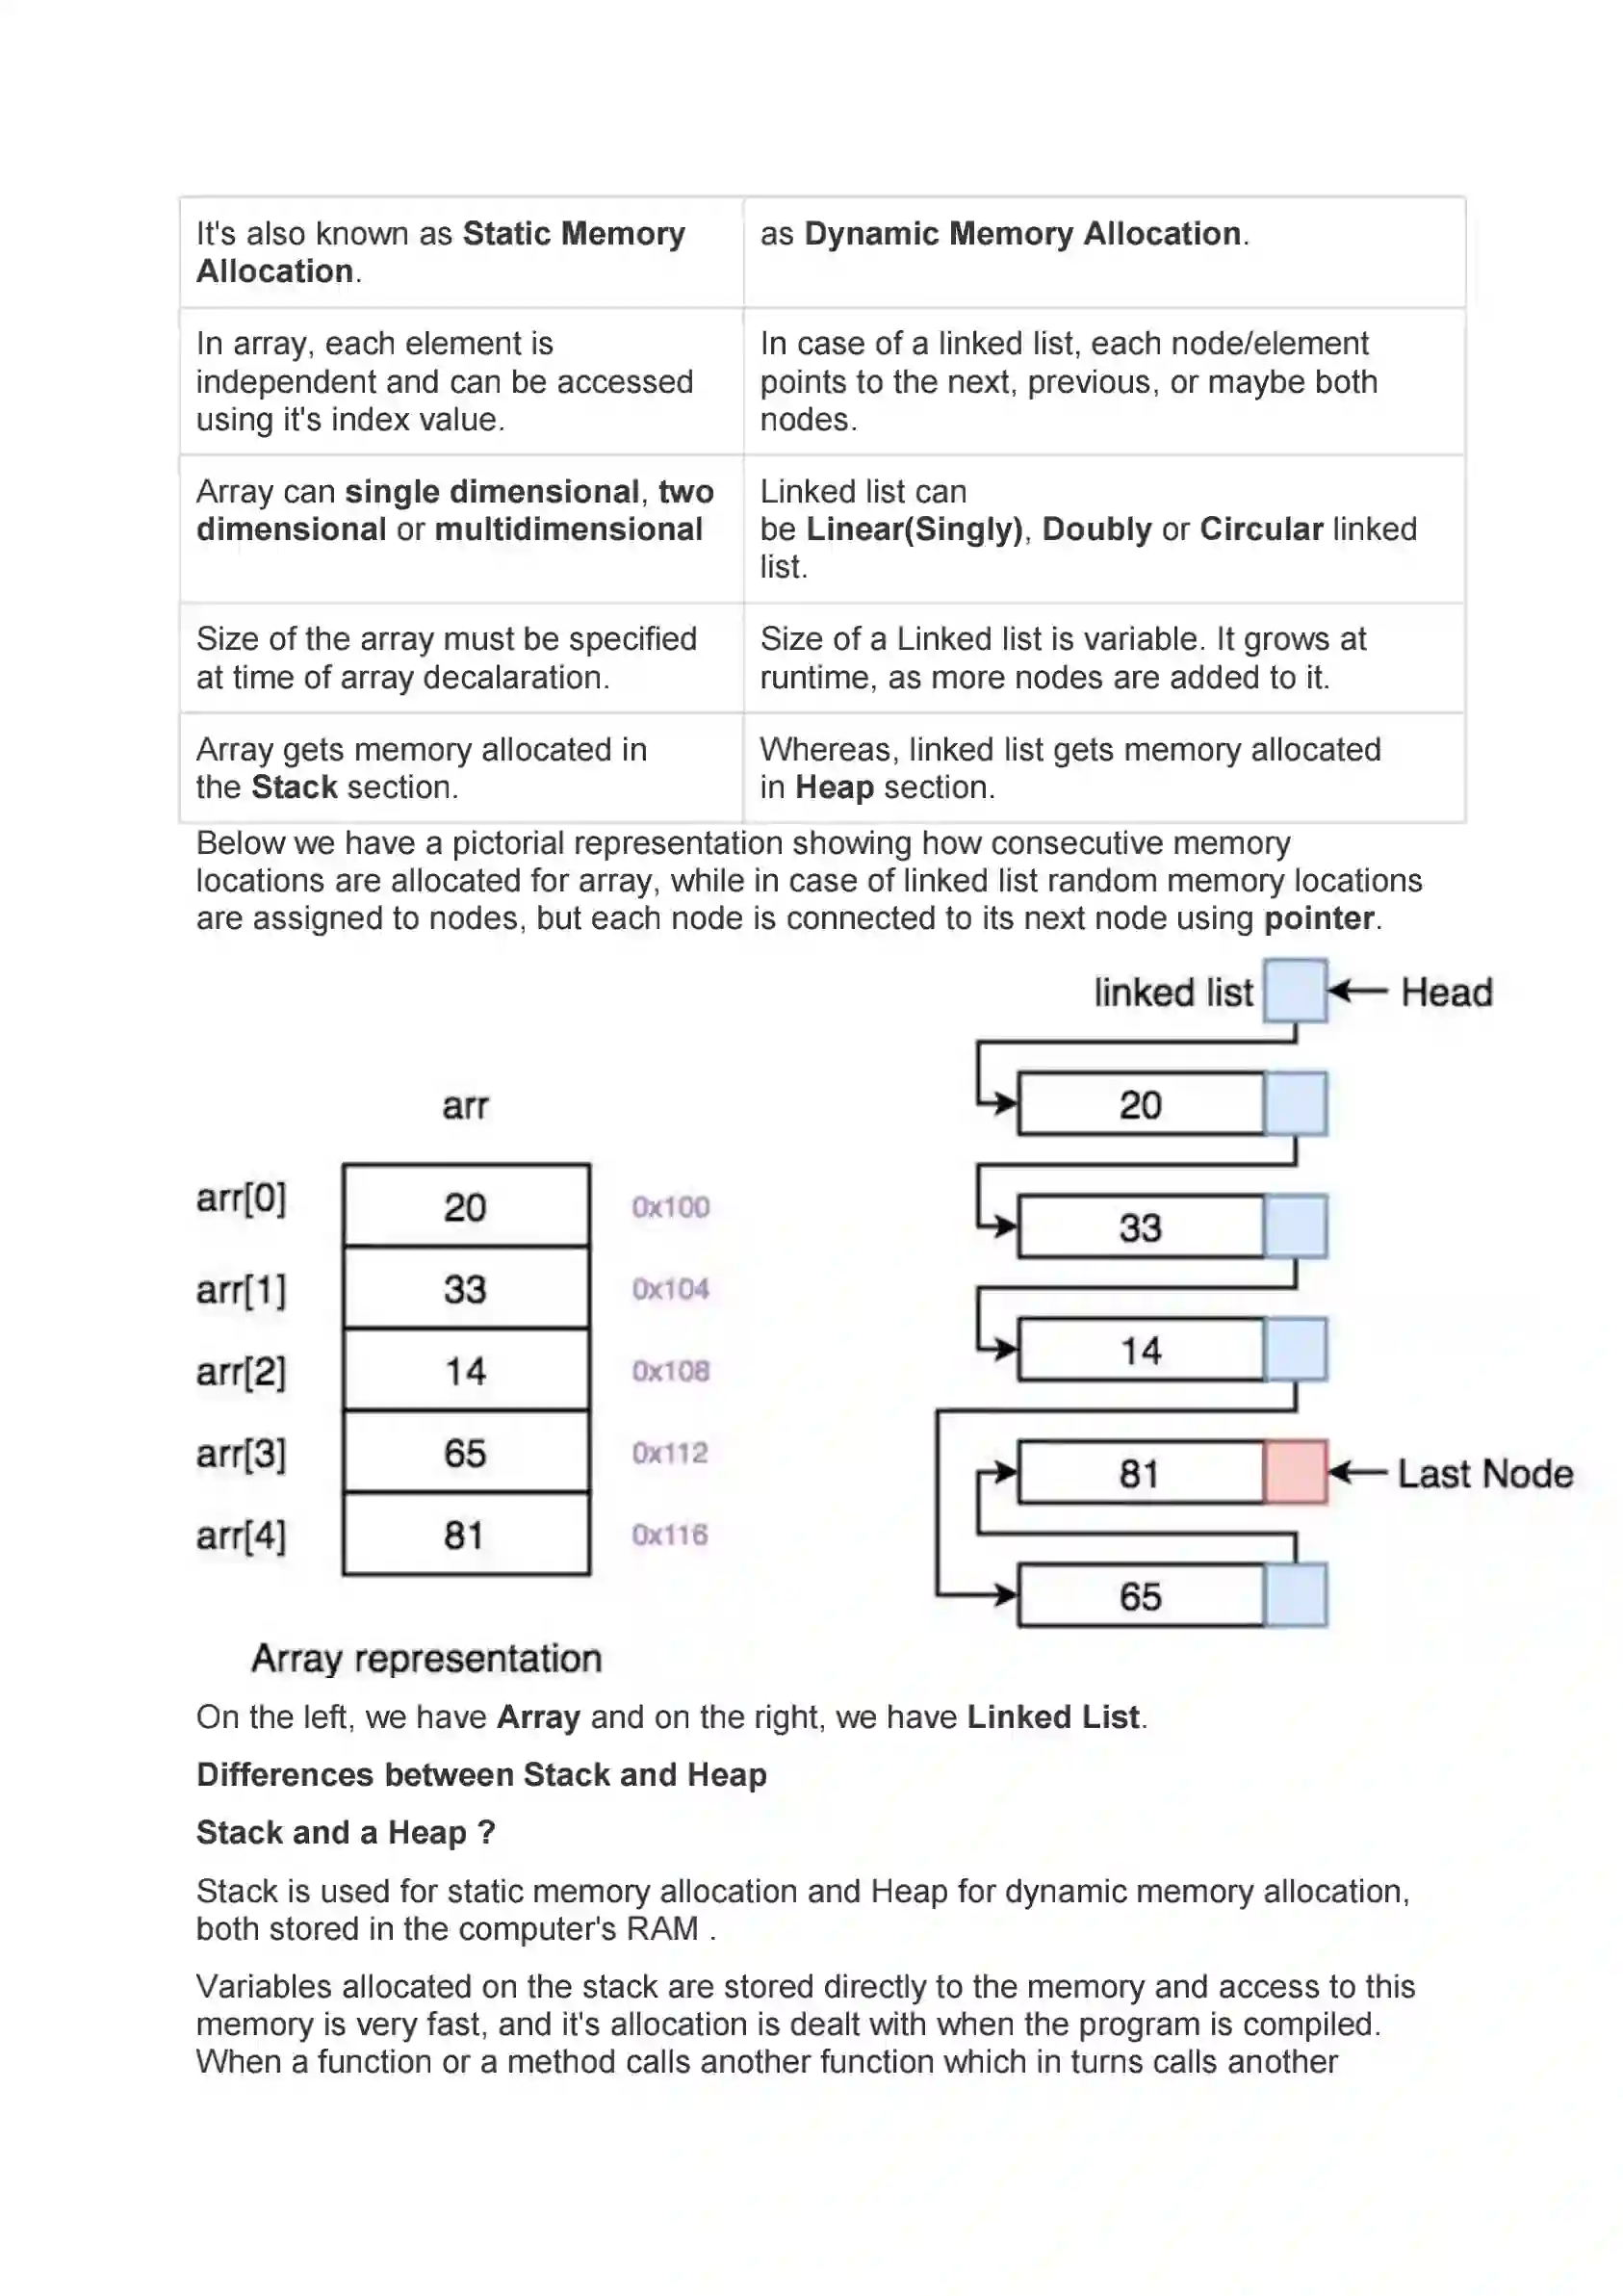 It's also known as Static Memory
Allocation.
as Dynamic Memory Allocation.
In array, each element is
independent and can be accessed
using it's index value.
In case of a linked list, each node/element
points to the next, previous, or maybe both
nodes.
Array can single dimensional, two
dimensional or multidimensional
Linked list can
be Linear(Singly), Doubly or Circular linked
list.
Size of the array must be specified
at time of array decalaration.
Size of a Linked list is variable. It grows at
runtime, as more nodes are added to it.
Array gets memory allocated in
the Stack section.
Whereas, linked list gets memory allocated
in Heap section.
Below we have a pictorial representation showing how consecutive memory
locations are allocated for array, while in case of linked list random memory locations
are assigned to nodes, but each node is connected to its next node using pointer.
arr
arr[0] 20 0x100
arr[1] 33 0x104
arr[2] 14 0x108
arr[3] 65 0x112
arr[4] 81 0x116
Array representation
linked list Head
20
33
14
81 Last Node
65
On the left, we have Array and on the right, we have Linked List.
Differences between Stack and Heap
Stack and a Heap ?
Stack is used for static memory allocation and Heap for dynamic memory allocation,
both stored in the computer's RAM .
Variables allocated on the stack are stored directly to the memory and access to this
memory is very fast, and it's allocation is dealt with when the program is compiled.
When a function or a method calls another function which in turns calls another